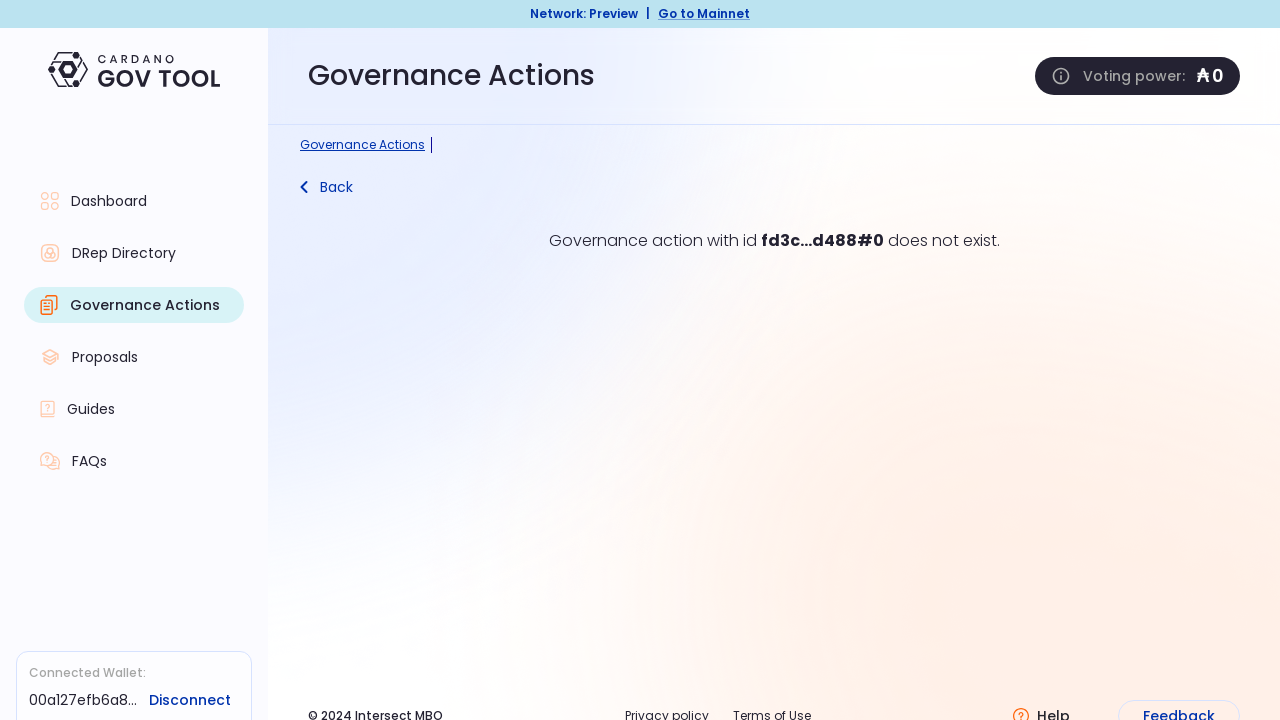 Network: Preview | Go to Mainnet
CARDANO
GOV TOOL
Governance Actions
Voting power: ₳0
Governance Actions
Back
Governance action with id fd3c...d488#0 does not exist.
Dashboard
DRep Directory
Governance Actions
Proposals
Guides
FAQs
Connected Wallet:
00a127efb6a8... Disconnect
© 2024 Intersect MBO
Privacy policy
Terms of Use
Help
Feedback